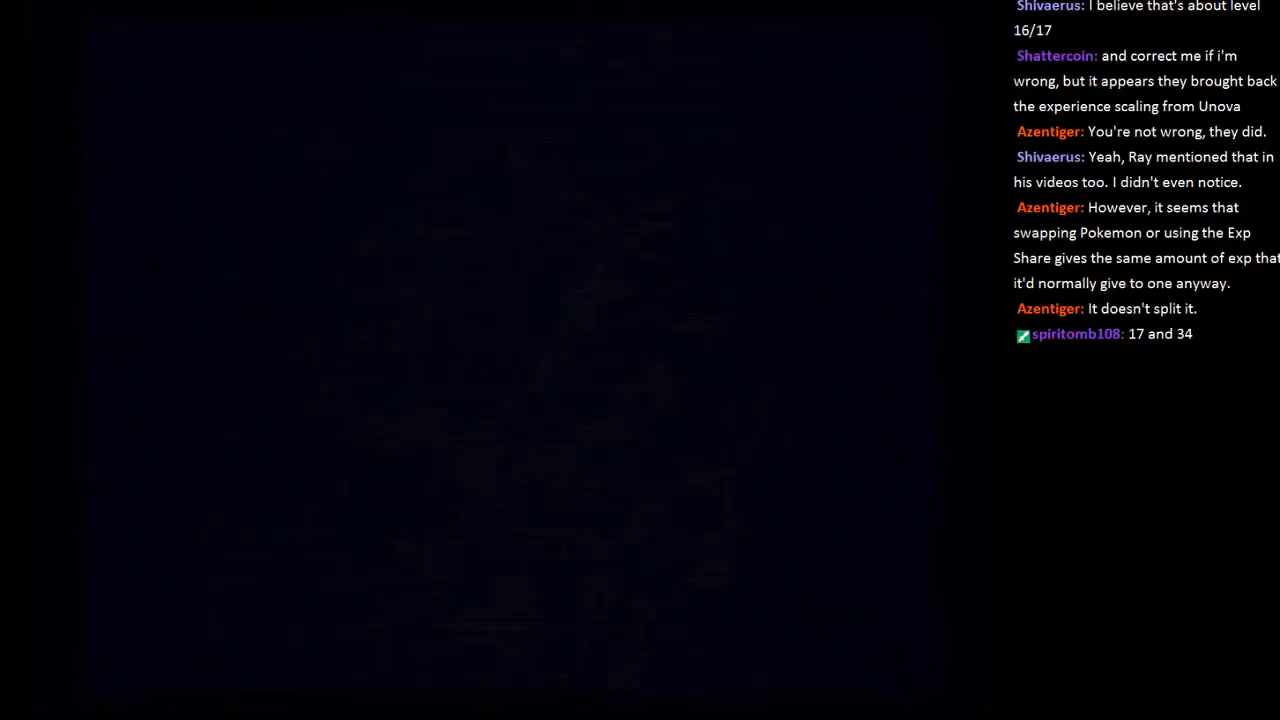 Shivaerus: I believe that's about level
16/17
Shattercoin: and correct me if i'm
wrong, but it appears they brought back
the experience scaling from Unova
Azentiger: You're not wrong, they did.
Shivaerus: Yeah, Ray mentioned that in
his videos too. I didn't even notice.
Azentiger: However, it seems that
swapping Pokemon or using the Exp
Share gives the same amount of exp that
it'd normally give to one anyway.
Azentiger: It doesn't split it.
spiritomb108: 17 and 34